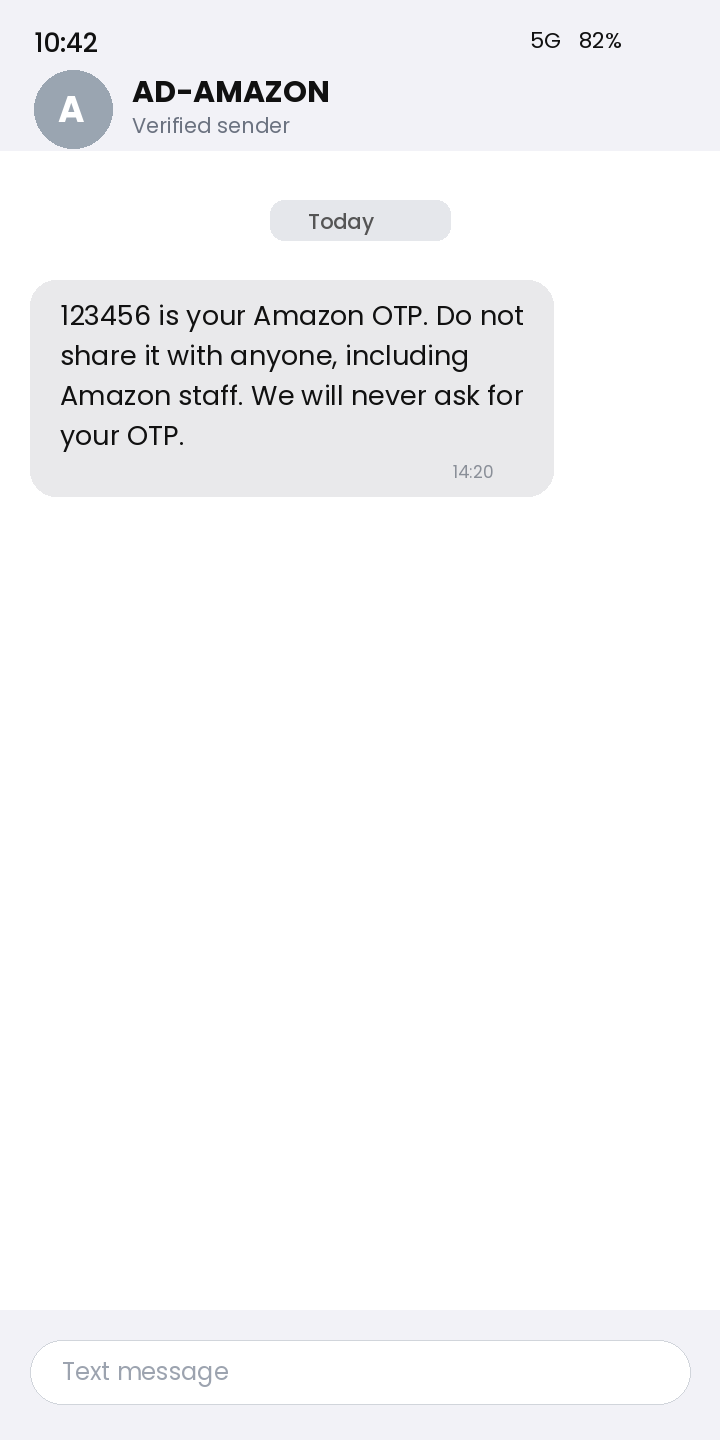 10:42 5G 82%
A
AD-AMAZON
Verified sender
Today
123456 is your Amazon OTP. Do not
share it with anyone, including
Amazon staff. We will never ask for
your OTP.
14:20
Text message